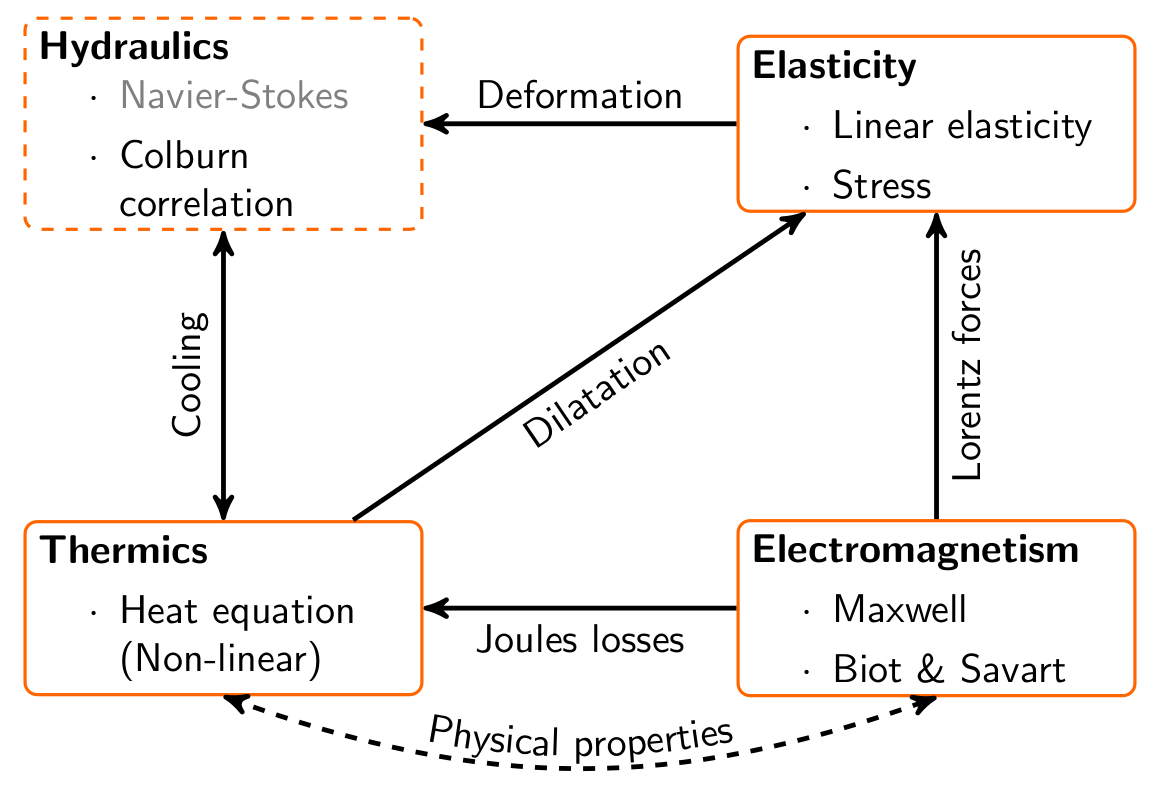 Hydraulics
· Navier-Stokes
· Colburn
correlation
Deformation
Elasticity
· Linear elasticity
· Stress
Cooling
Dilatation
Lorentz forces
Thermics
· Heat equation
(Non-linear)
Joules losses
Electromagnetism
· Maxwell
· Biot & Savart
Physical properties